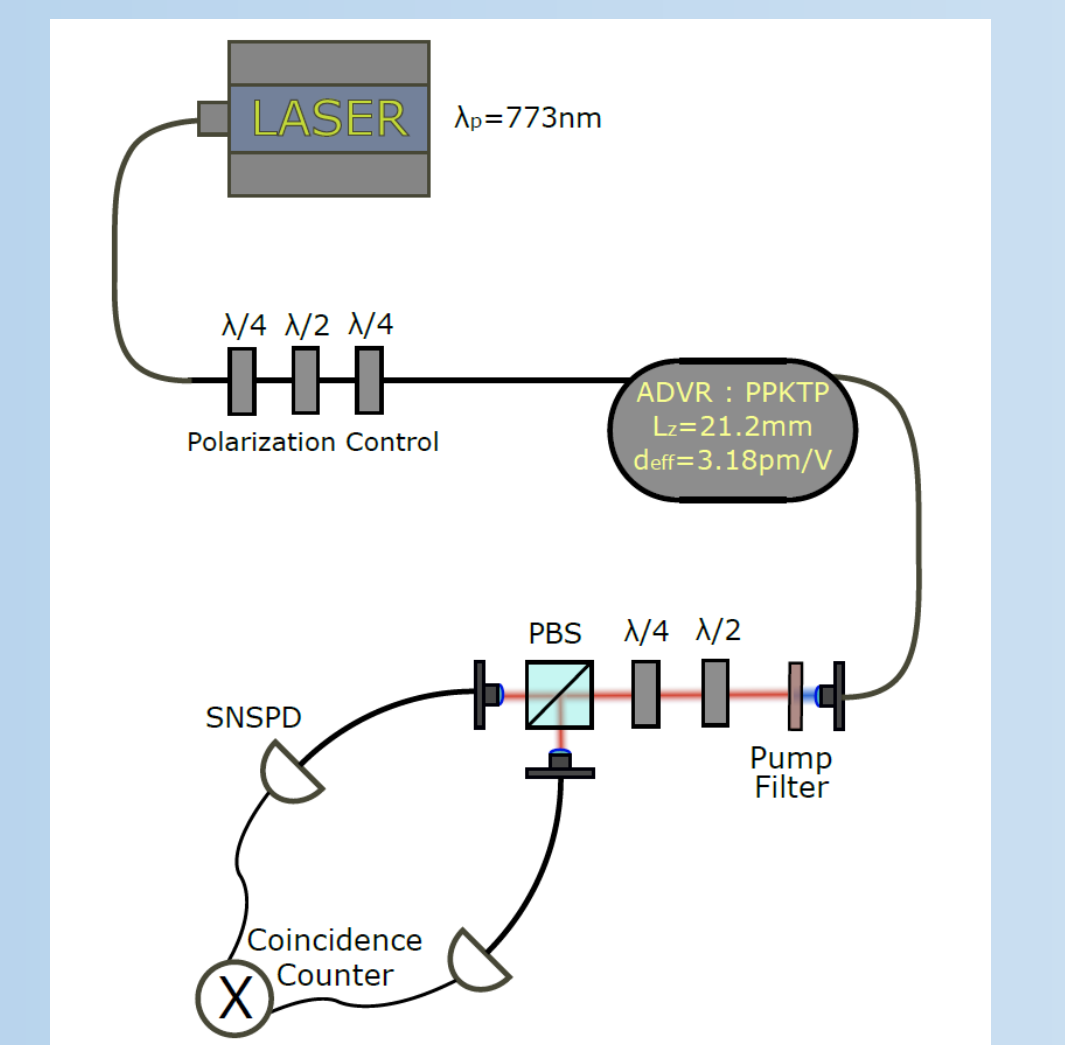 LASER
λp=773nm
λ/4 λ/2 λ/4
Polarization Control
ADVR : PPKTP
Lz=21.2mm
deff=3.18pm/V
PBS λ/4 λ/2
SNSPD
Pump
Filter
Coincidence
Counter
X